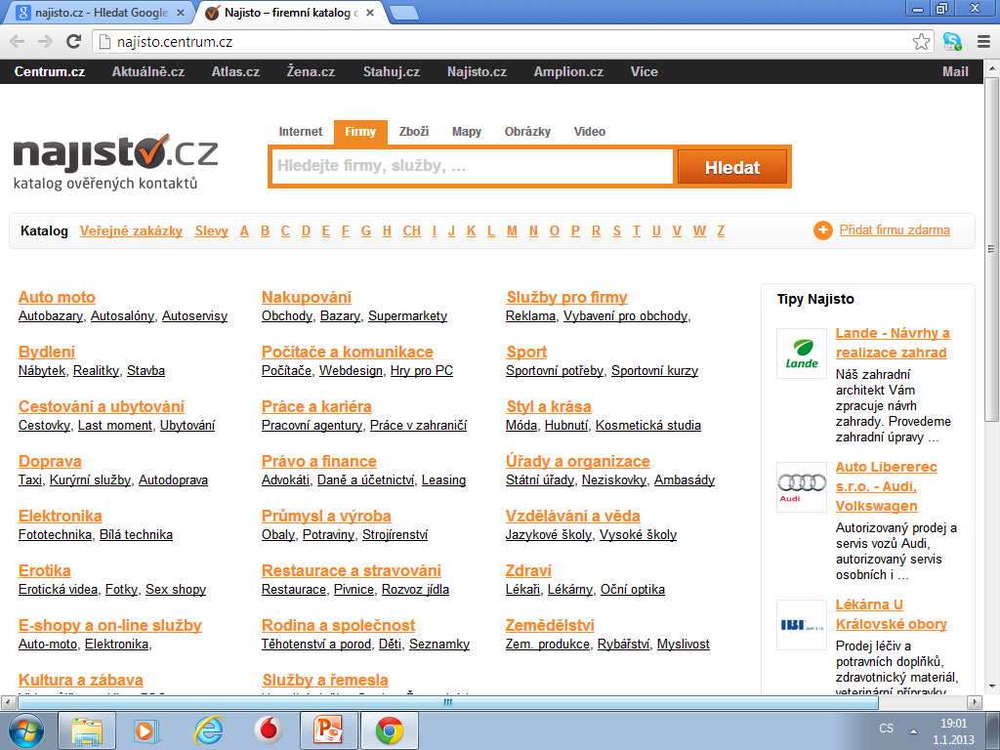 najisto.cz - Hledat Google
Najisto – firemní katalog
najisto.centrum.cz
Centrum.cz Aktuálně.cz Atlas.cz Žena.cz Stahuj.cz Najisto.cz Amplion.cz Více Mail
Internet Firmy Zboží Mapy Obrázky Video
najisto.cz
katalog ověřených kontaktů
Hledejte firmy, služby, ... Hledat
Katalog Veřejné zakázky Slevy A B C D E F G H CH I J K L M N O P R S T U V W Z Přidat firmu zdarma
Auto moto
Autobazary, Autosalóny, Autoservisy
Bydlení
Nábytek, Realitky, Stavba
Cestování a ubytování
Cestovky, Last moment, Ubytování
Doprava
Taxi, Kurýrní služby, Autodoprava
Elektronika
Fototechnika, Bílá technika
Erotika
Erotická videa, Fotky, Sex shopy
E-shopy a on-line služby
Auto-moto, Elektronika,
Kultura a zábava
Nakupování
Obchody, Bazary, Supermarkety
Počítače a komunikace
Počítače, Webdesign, Hry pro PC
Práce a kariéra
Pracovní agentury, Práce v zahraničí
Právo a finance
Advokáti, Daně a účetnictví, Leasing
Průmysl a výroba
Obaly, Potraviny, Strojírenství
Restaurace a stravování
Restaurace, Pivnice, Rozvoz jídla
Rodina a společnost
Těhotenství a porod, Děti, Seznamky
Služby a řemesla
Služby pro firmy
Reklama, Vybavení pro obchody,
Sport
Sportovní potřeby, Sportovní kurzy
Styl a krása
Móda, Hubnutí, Kosmetická studia
Úřady a organizace
Státní úřady, Neziskovky, Ambasády
Vzdělávání a věda
Jazykové školy, Vysoké školy
Zdraví
Lékaři, Lékárny, Oční optika
Zemědělství
Zem. produkce, Rybářství, Myslivost
Tipy Najisto
Lande
Lande - Návrhy a
realizace zahrad
Náš zahradní
architekt Vám
zpracuje návrh
zahrady. Provedeme
zahradní úpravy ...
Audi
Auto Libererec
s.r.o. - Audi,
Volkswagen
Autorizovaný prodej a
servis vozů Audi,
autorizovaný servis
osobních i ...
IBI
Lékárna U
Královské obory
Prodej léčiv a
potravních doplňků,
zdravotnický materiál,
veterinární přípravky
CS 19:01
1.1.2013